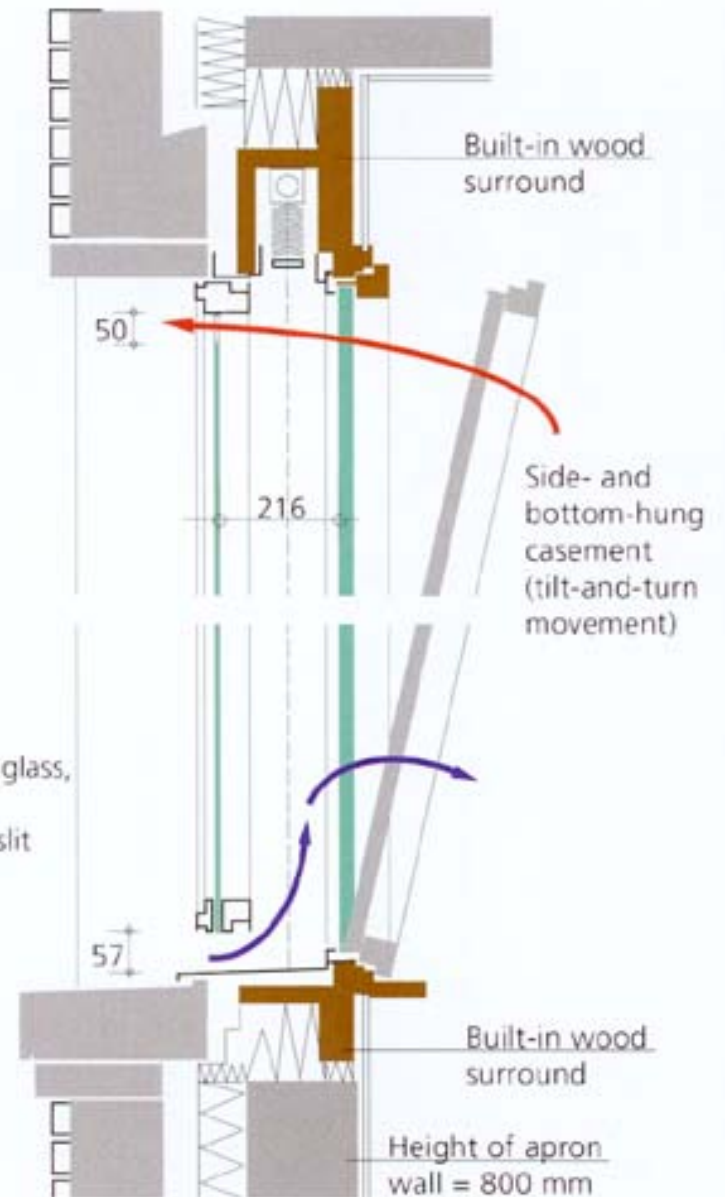 Built-in wood
surround
50
216
Side- and
bottom-hung
casement
(tilt-and-turn
movement)
glass,
slit
57
Built-in wood
surround
Height of apron
wall = 800 mm